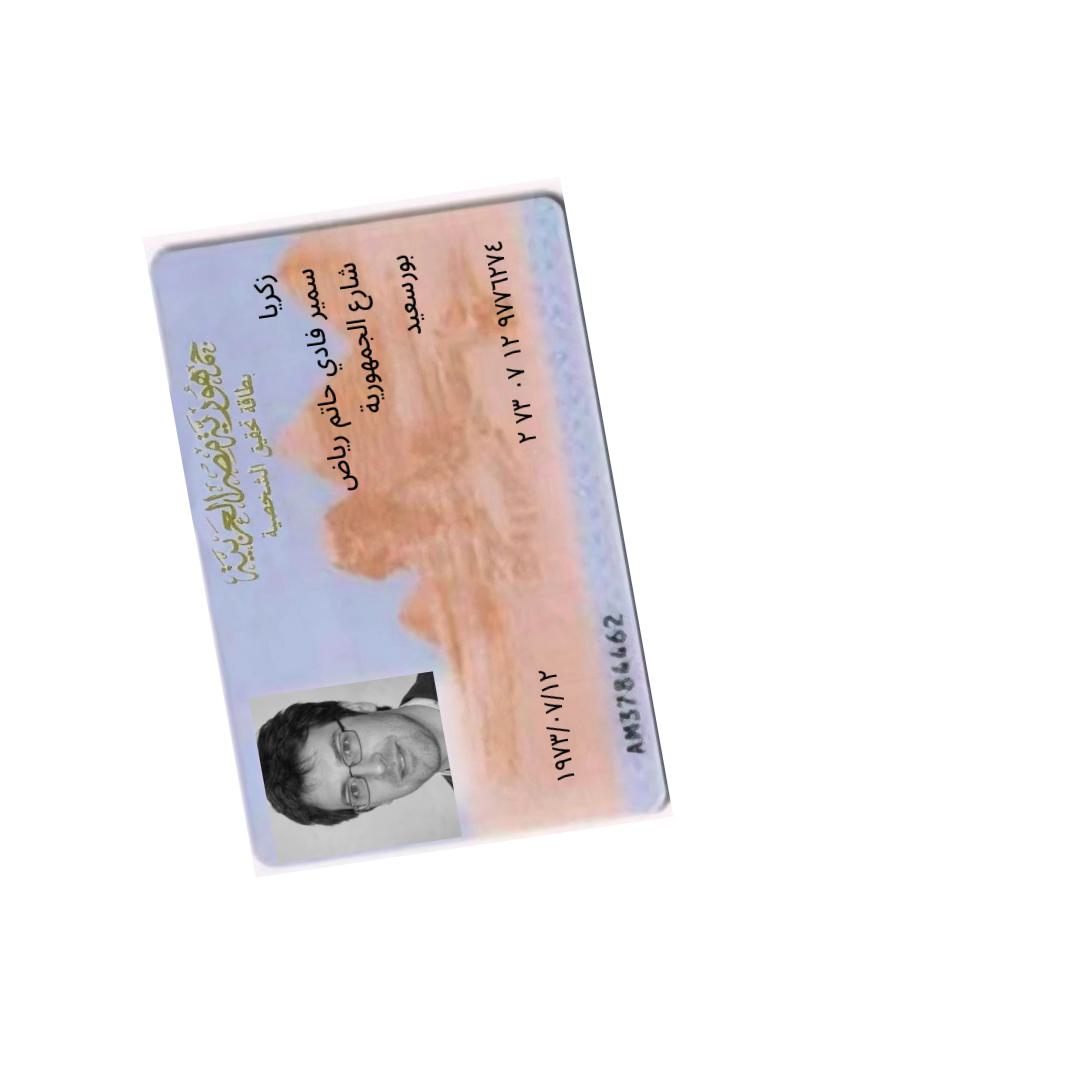 جمهورية مصر العربية
بطاقة تحقيق الشخصية
زكريا
سمير فادي حاتم رياض
شارع الجمهورية
بورسعيد
٢ ٧٣ ٠٧ ١٢ ٩٧٧٦٢٧٤
١٩٧٣/٠٧/١٢
AM3784462